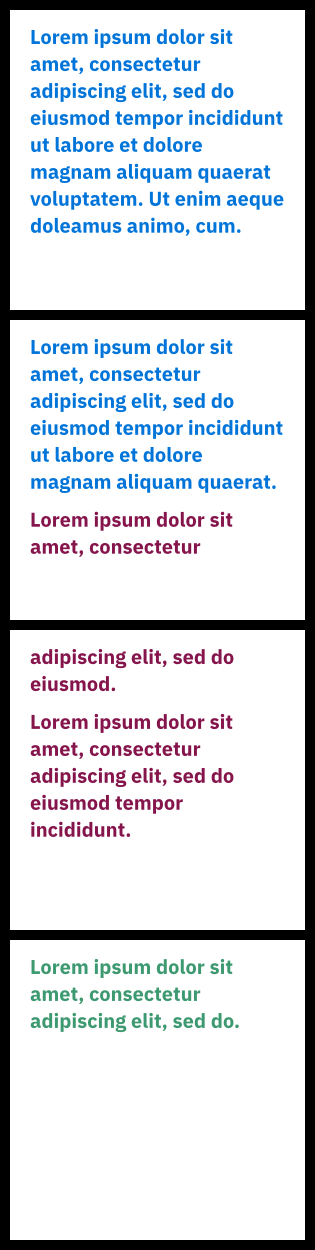 Lorem ipsum dolor sit
amet, consectetur
adipiscing elit, sed do
eiusmod tempor incididunt
ut labore et dolore
magnam aliquam quaerat
voluptatem. Ut enim aeque
doleamus animo, cum.
Lorem ipsum dolor sit
amet, consectetur
adipiscing elit, sed do
eiusmod tempor incididunt
ut labore et dolore
magnam aliquam quaerat.
Lorem ipsum dolor sit
amet, consectetur
adipiscing elit, sed do
eiusmod.
Lorem ipsum dolor sit
amet, consectetur
adipiscing elit, sed do
eiusmod tempor
incididunt.
Lorem ipsum dolor sit
amet, consectetur
adipiscing elit, sed do.